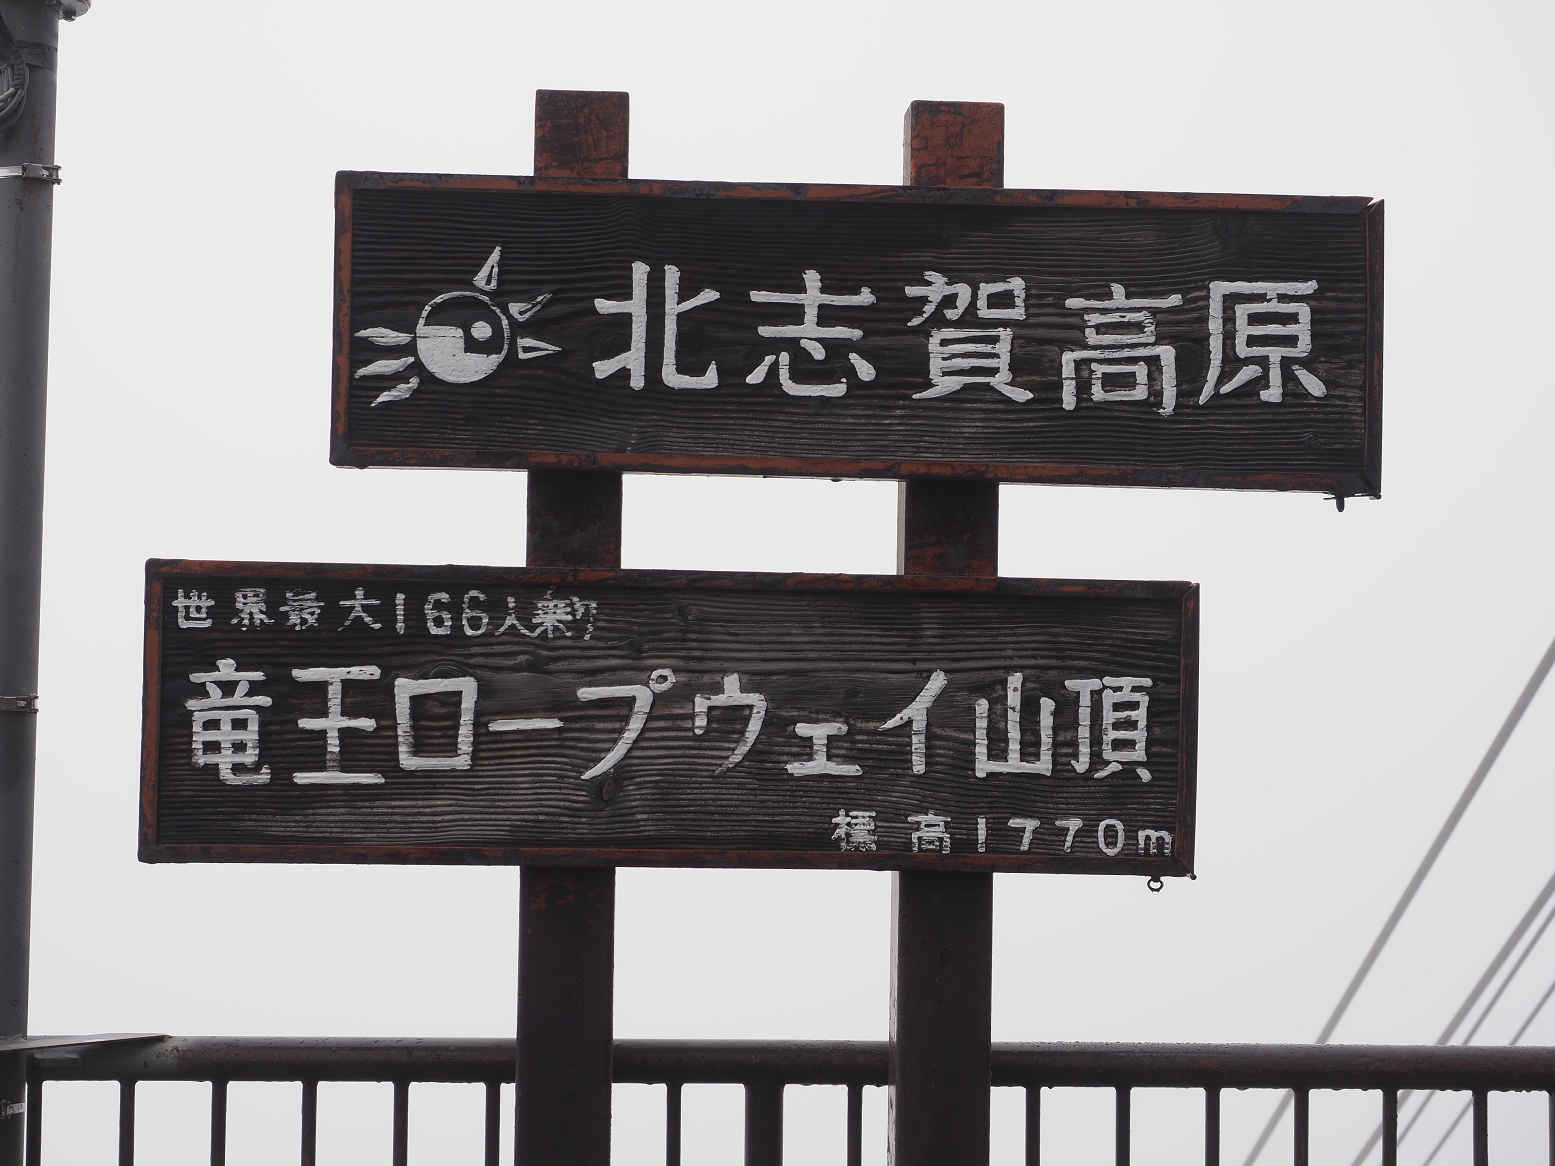 北志賀高原
世界最大166人乗り
竜王ロープウェイ山頂
標高1770m